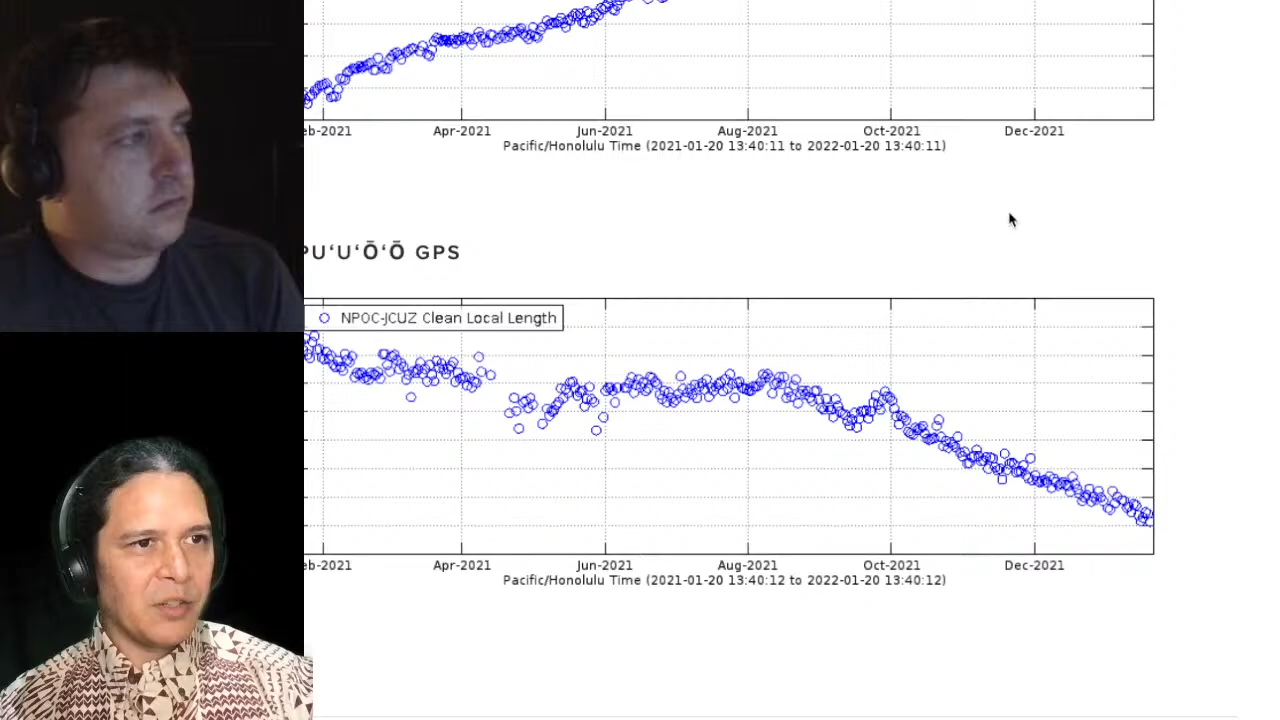 eb-2021 Apr-2021 Jun-2021 Aug-2021 Oct-2021 Dec-2021
Pacific/Honolulu Time (2021-01-20 13:40:11 to 2022-01-20 13:40:11)
PUʻUʻŌʻŌ GPS
NPOC-JCUZ Clean Local Length
eb-2021 Apr-2021 Jun-2021 Aug-2021 Oct-2021 Dec-2021
Pacific/Honolulu Time (2021-01-20 13:40:12 to 2022-01-20 13:40:12)